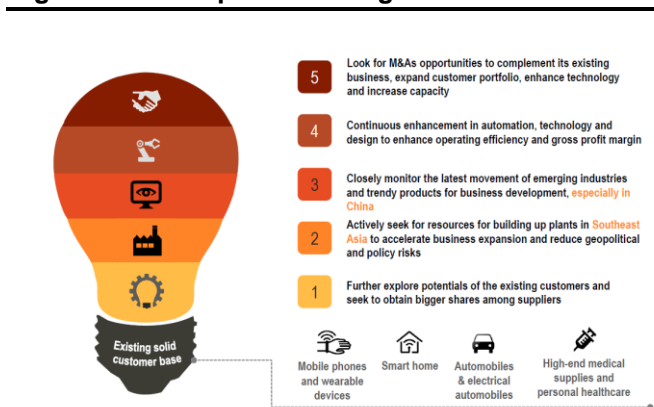 5
Look for M&As opportunities to complement its existing
business, expand customer portfolio, enhance technology
and increase capacity
4
Continuous enhancement in automation, technology and
design to enhance operating efficiency and gross profit margin
3
Closely monitor the latest movement of emerging industries
and trendy products for business development, especially in
China
2
Actively seek for resources for building up plants in Southeast
Asia to accelerate business expansion and reduce geopolitical
and policy risks
1
Further explore potentials of the existing customers and
seek to obtain bigger shares among suppliers
Existing solid
customer base
Mobile phones
and wearable
devices
Smart home
Automobiles
& electrical
automobiles
High-end medical
supplies and
personal healthcare